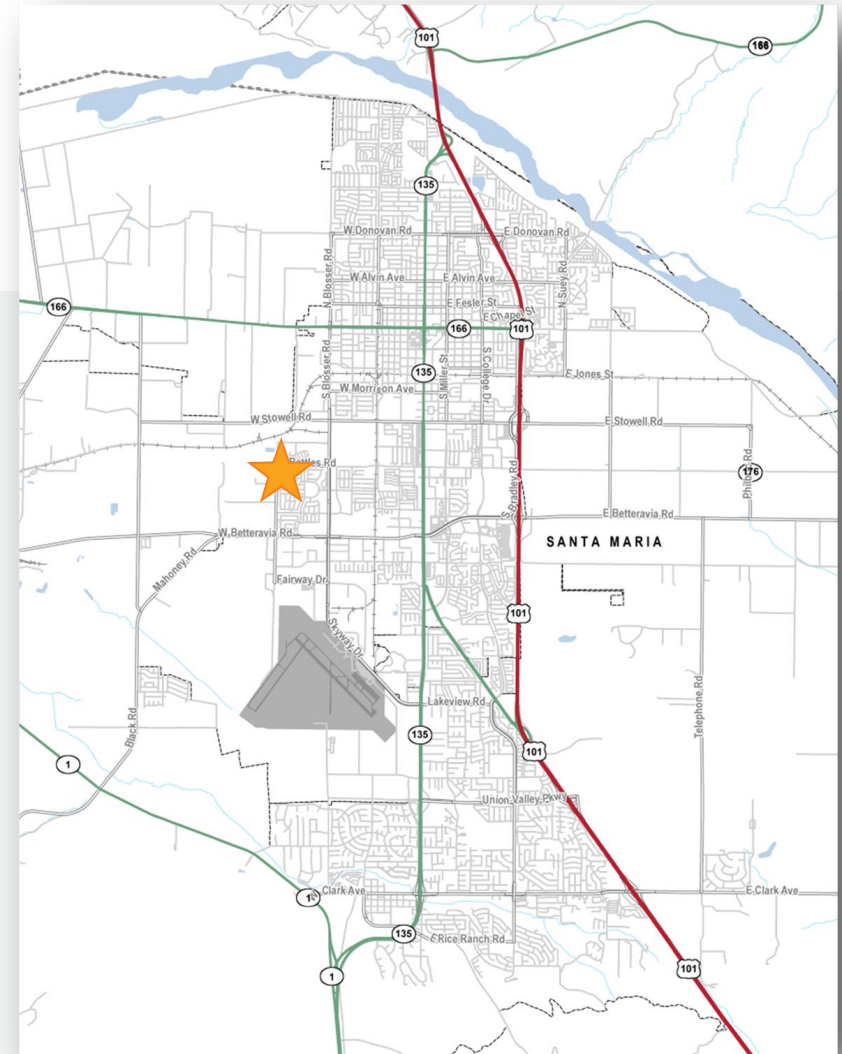 101
166
135
W Donovan Rd
E Donovan Rd
N Blosser Rd
N Suey Rd
W Alvin Ave
E Alvin Ave
E Fesler St
E Chapel St
166
166
101
S Blosser Rd
135
S Miller St
S College Dr
E Jones St
W Morrison Ave
W Stowell Rd
E Stowell Rd
Rd
S Bradley Rd
176
W Betteravia Rd
E Betteravia Rd
SANTA MARIA
Mahoney Rd
Fairway Dr
101
Skyway Dr
Lakeview Rd
Telephone Rd
Black Rd
135
101
1
Union Valley Pkwy
Clark Ave
E Clark Ave
1
135
E Rice Ranch Rd
101
1